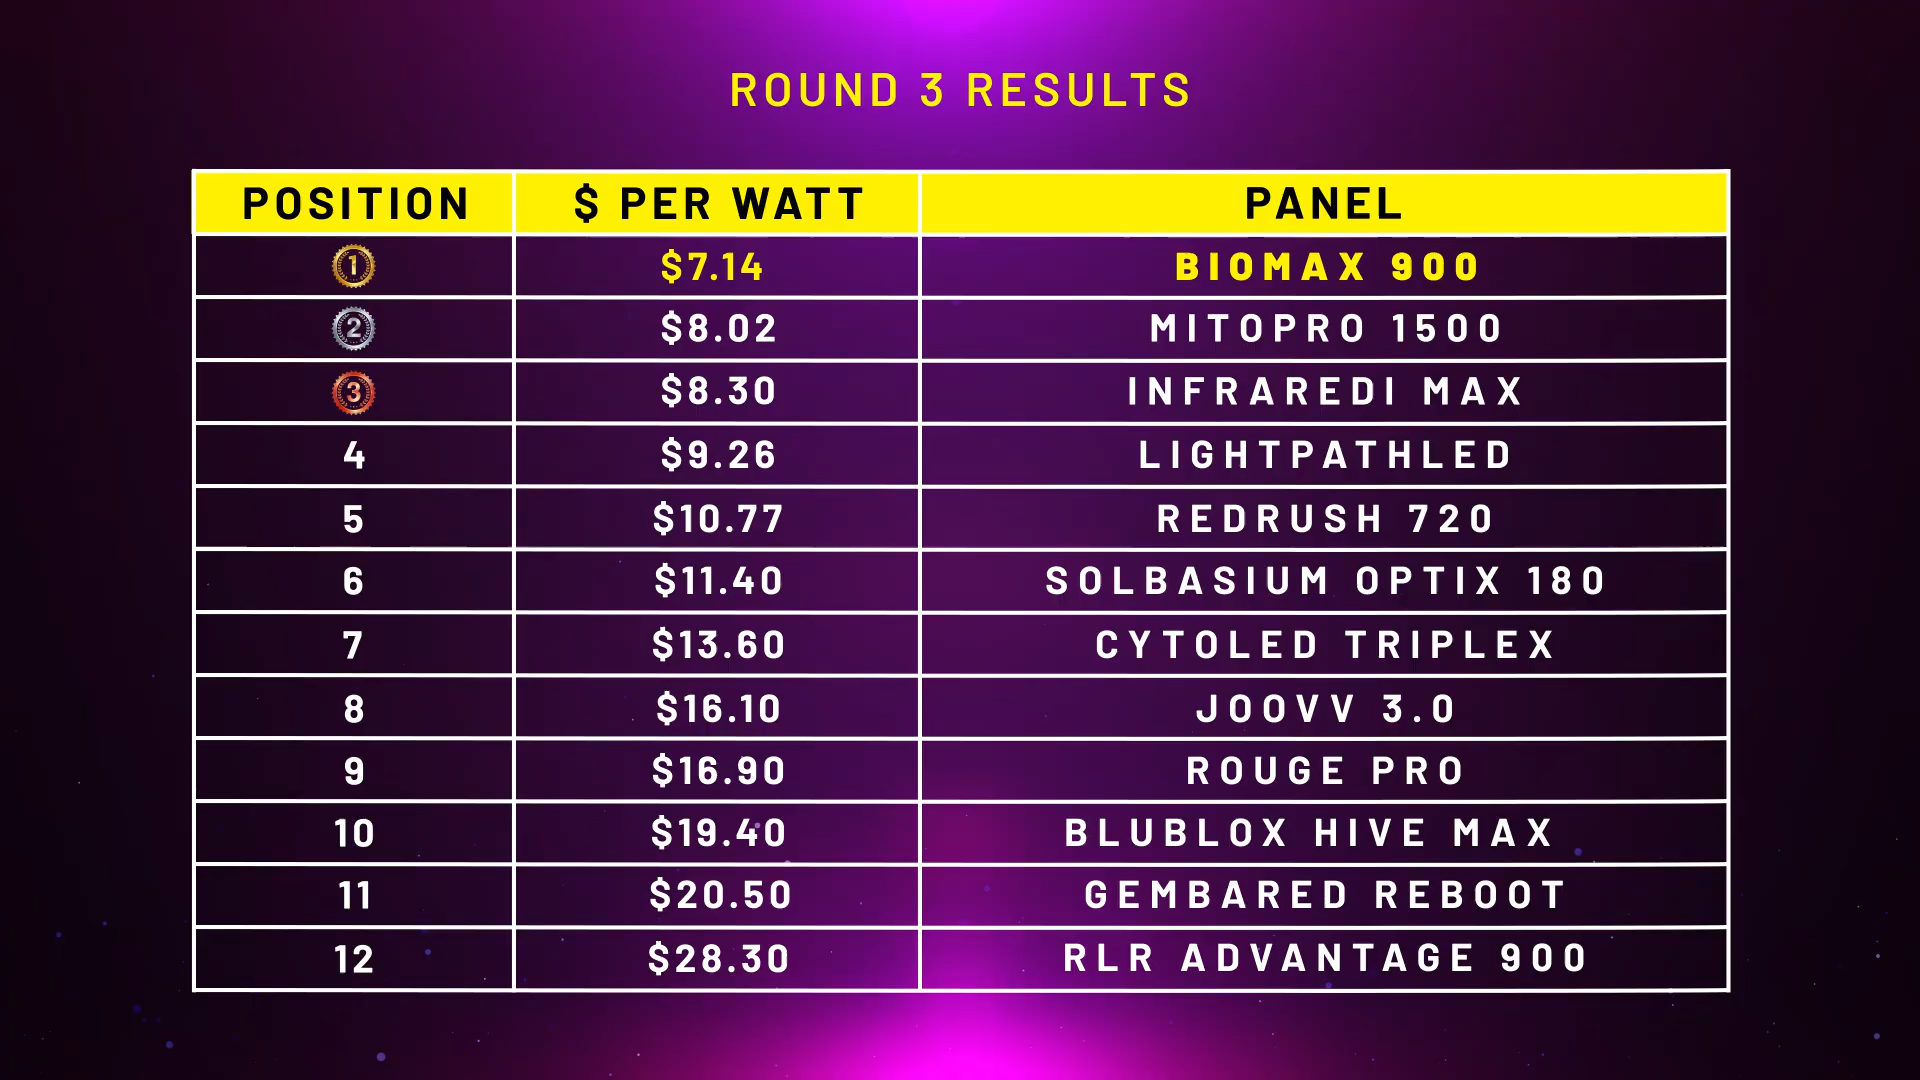 ROUND 3 RESULTS
POSITION $ PER WATT PANEL
1 $7.14 BIOMAX 900
2 $8.02 MITOPRO 1500
3 $8.30 INFRAREDI MAX
4 $9.26 LIGHTPATHLED
5 $10.77 REDRUSH 720
6 $11.40 SOLBASIUM OPTIX 180
7 $13.60 CYTOLED TRIPLEX
8 $16.10 JOOVV 3.0
9 $16.90 ROUGE PRO
10 $19.40 BLUBLOX HIVE MAX
11 $20.50 GEMBARED REBOOT
12 $28.30 RLR ADVANTAGE 900